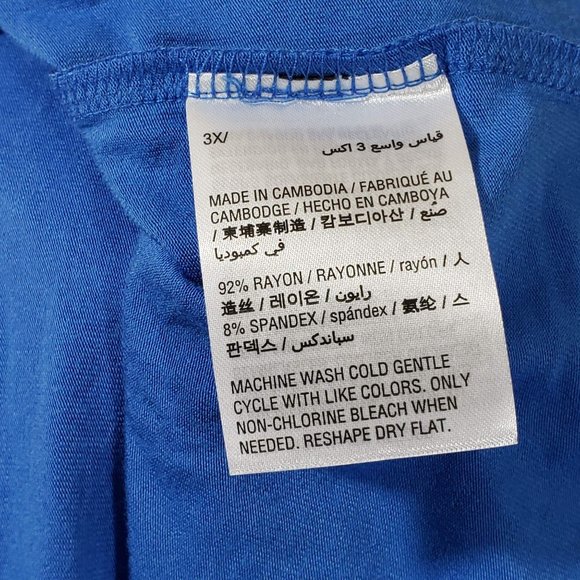 3X/ قياس واسع 3 اكس
MADE IN CAMBODIA / FABRIQUÉ AU
CAMBODGE / HECHO EN CAMBOYA
/ 柬埔寨制造 / 캄보디아산 / صُنع
في كمبوديا
92% RAYON / RAYONNE / rayón / 人
造丝 / 레이온 / رايون
8% SPANDEX / spándex / 氨纶 / 스
판덱스 / سباندكس
MACHINE WASH COLD GENTLE
CYCLE WITH LIKE COLORS. ONLY
NON-CHLORINE BLEACH WHEN
NEEDED. RESHAPE DRY FLAT.